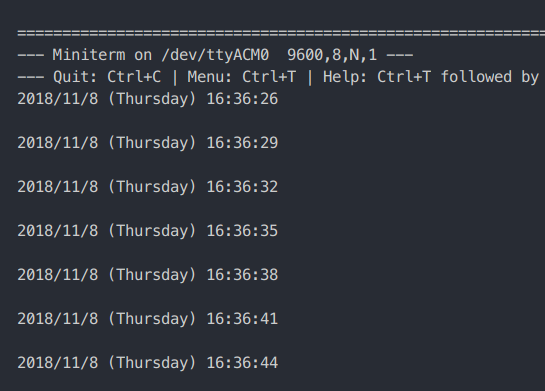 ============================================================
--- Miniterm on /dev/ttyACM0  9600,8,N,1 ---
--- Quit: Ctrl+C | Menu: Ctrl+T | Help: Ctrl+T followed by
2018/11/8 (Thursday) 16:36:26
2018/11/8 (Thursday) 16:36:29
2018/11/8 (Thursday) 16:36:32
2018/11/8 (Thursday) 16:36:35
2018/11/8 (Thursday) 16:36:38
2018/11/8 (Thursday) 16:36:41
2018/11/8 (Thursday) 16:36:44